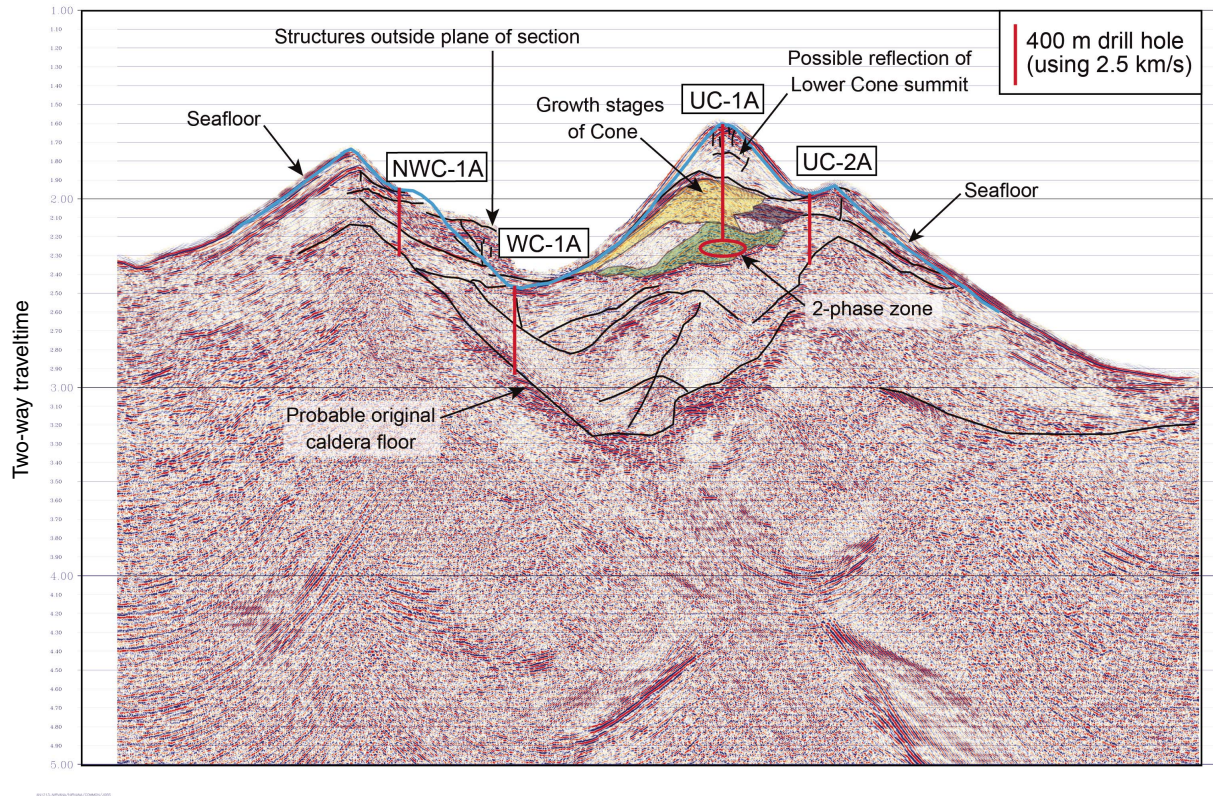 1.00
1.10
1.20
1.30
1.40
1.50
1.60
1.70
1.80
1.90
2.00
2.10
2.20
2.30
2.40
2.50
2.60
2.70
2.80
2.90
3.00
3.10
3.20
3.30
3.40
3.50
3.60
3.70
3.80
3.90
4.00
4.10
4.20
4.30
4.40
4.50
4.60
4.70
4.80
4.90
5.00
Two-way traveltime
400 m drill hole
(using 2.5 km/s)
Structures outside plane of section
Possible reflection of
Lower Cone summit
UC-1A
Growth stages
of Cone
Seafloor
NWC-1A
UC-2A
Seafloor
WC-1A
2-phase zone
Probable original
caldera floor